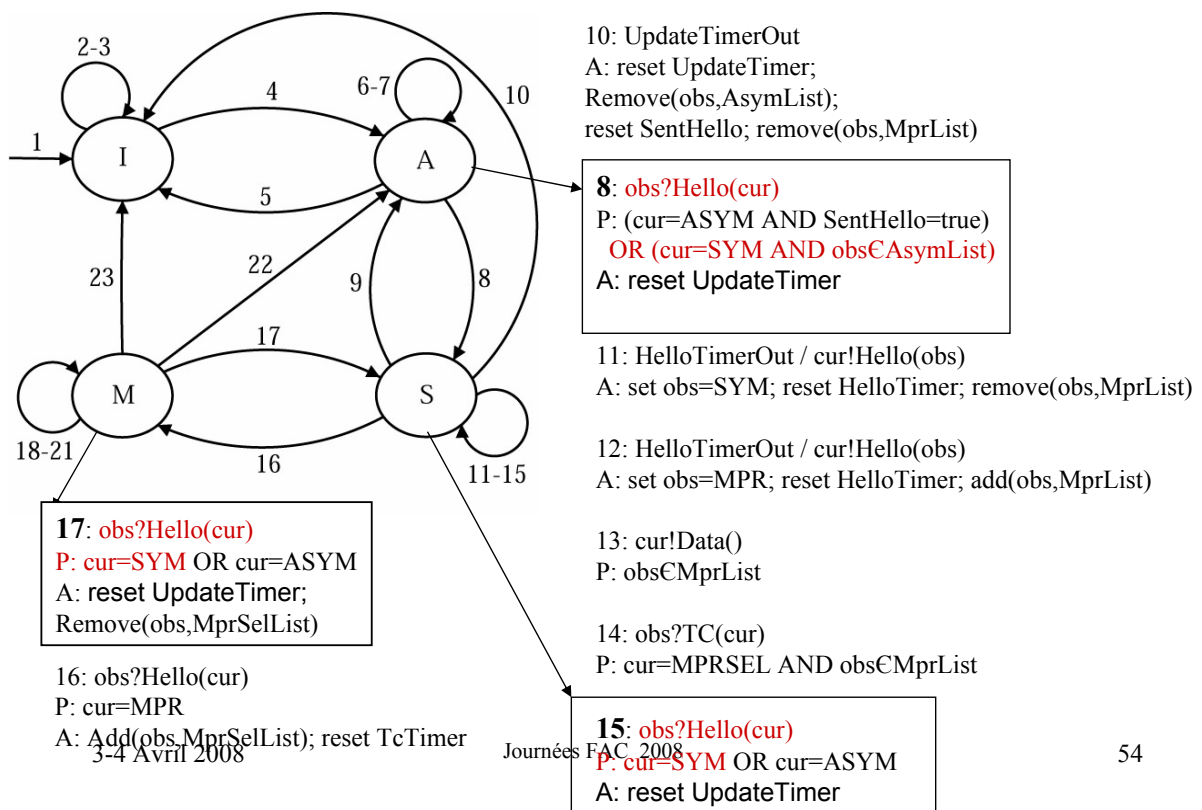 2-3
10
4
6-7
1
I
A
5
22
23
9
8
17
M
S
18-21
16
11-15
10: UpdateTimerOut
A: reset UpdateTimer;
Remove(obs,AsymList);
reset SentHello; remove(obs,MprList)
8: obs?Hello(cur)
P: (cur=ASYM AND SentHello=true)
OR (cur=SYM AND obsЄAsymList)
A: reset UpdateTimer
11: HelloTimerOut / cur!Hello(obs)
A: set obs=SYM; reset HelloTimer; remove(obs,MprList)
12: HelloTimerOut / cur!Hello(obs)
A: set obs=MPR; reset HelloTimer; add(obs,MprList)
13: cur!Data()
P: obsЄMprList
14: obs?TC(cur)
P: cur=MPRSEL AND obsЄMprList
15: obs?Hello(cur)
P: cur=SYM OR cur=ASYM
A: reset UpdateTimer
17: obs?Hello(cur)
P: cur=SYM OR cur=ASYM
A: reset UpdateTimer;
Remove(obs,MprSelList)
16: obs?Hello(cur)
P: cur=MPR
A: Add(obs,MprSelList); reset TcTimer
3-4 Avril 2008
Journées FAC 2008
54